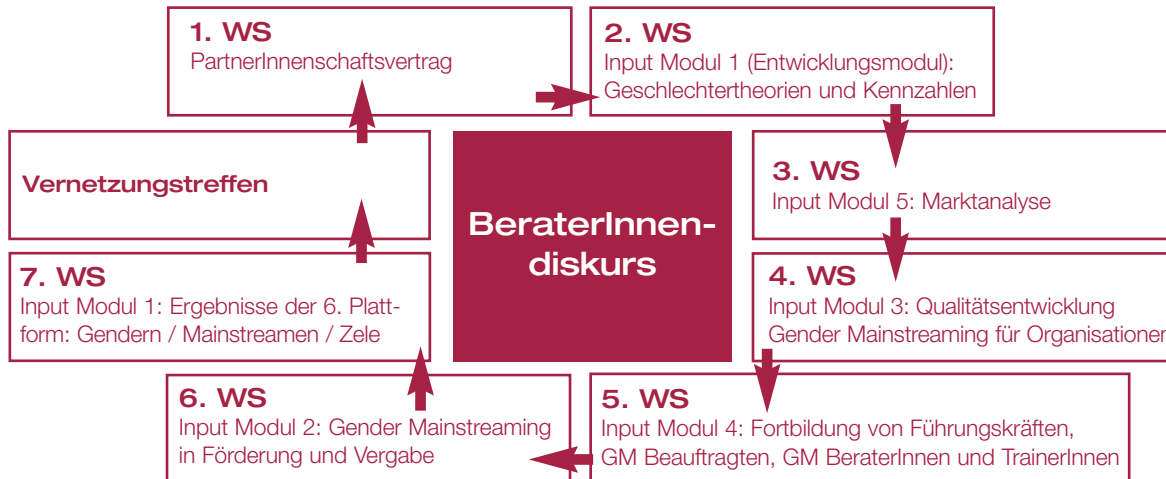 1. WS
PartnerInnenschaftsvertrag
2. WS
Input Modul 1 (Entwicklungsmodul):
Geschlechtertheorien und Kennzahlen
3. WS
Input Modul 5: Marktanalyse
4. WS
Input Modul 3: Qualitätsentwicklung
Gender Mainstreaming für Organisationen
5. WS
Input Modul 4: Fortbildung von Führungskräften,
GM Beauftragten, GM BeraterInnen und TrainerInnen
6. WS
Input Modul 2: Gender Mainstreaming
in Förderung und Vergabe
7. WS
Input Modul 1: Ergebnisse der 6. Platt-
form: Gendern / Mainstreamen / Zele
Vernetzungstreffen
BeraterInnen-
diskurs